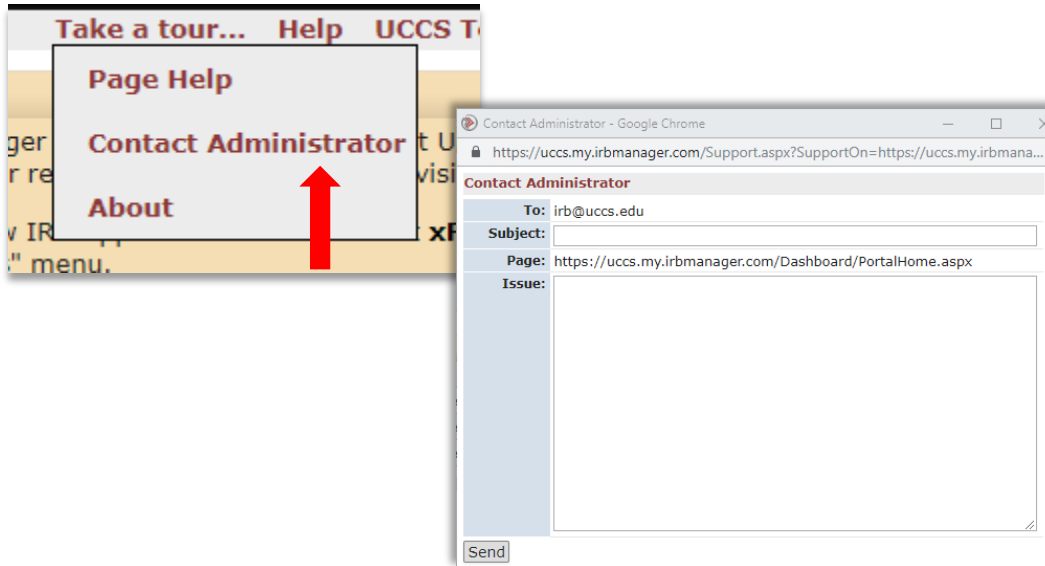 Take a tour... Help UCCS T
Page Help
ger Contact Administrator t U
r re visi
About
IR xF
" menu.
Contact Administrator - Google Chrome
https://uccs.my.irbmanager.com/Support.aspx?SupportOn=https://uccs.my.irbmana...
Contact Administrator
To: irb@uccs.edu
Subject:
Page: https://uccs.my.irbmanager.com/Dashboard/PortalHome.aspx
Issue:
Send